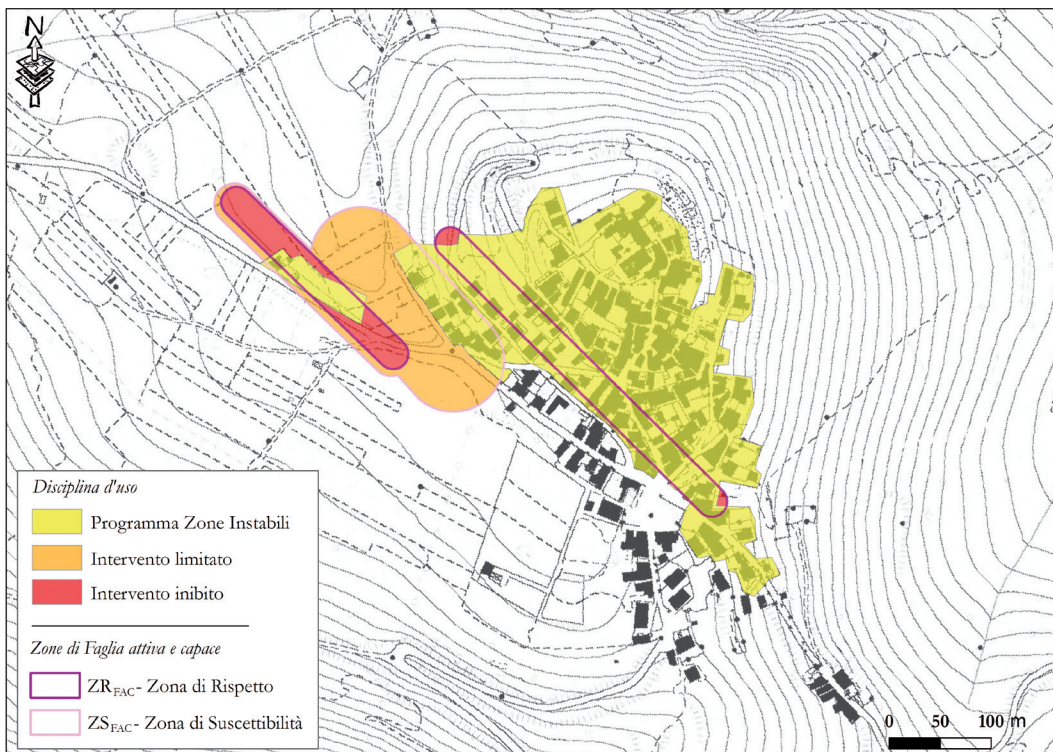 N
Disciplina d'uso
Programma Zone Instabili
Intervento limitato
Intervento inibito
Zone di Faglia attiva e capace
ZRFAC- Zona di Rispetto
ZSFAC- Zona di Suscettibilità
0 50 100 m